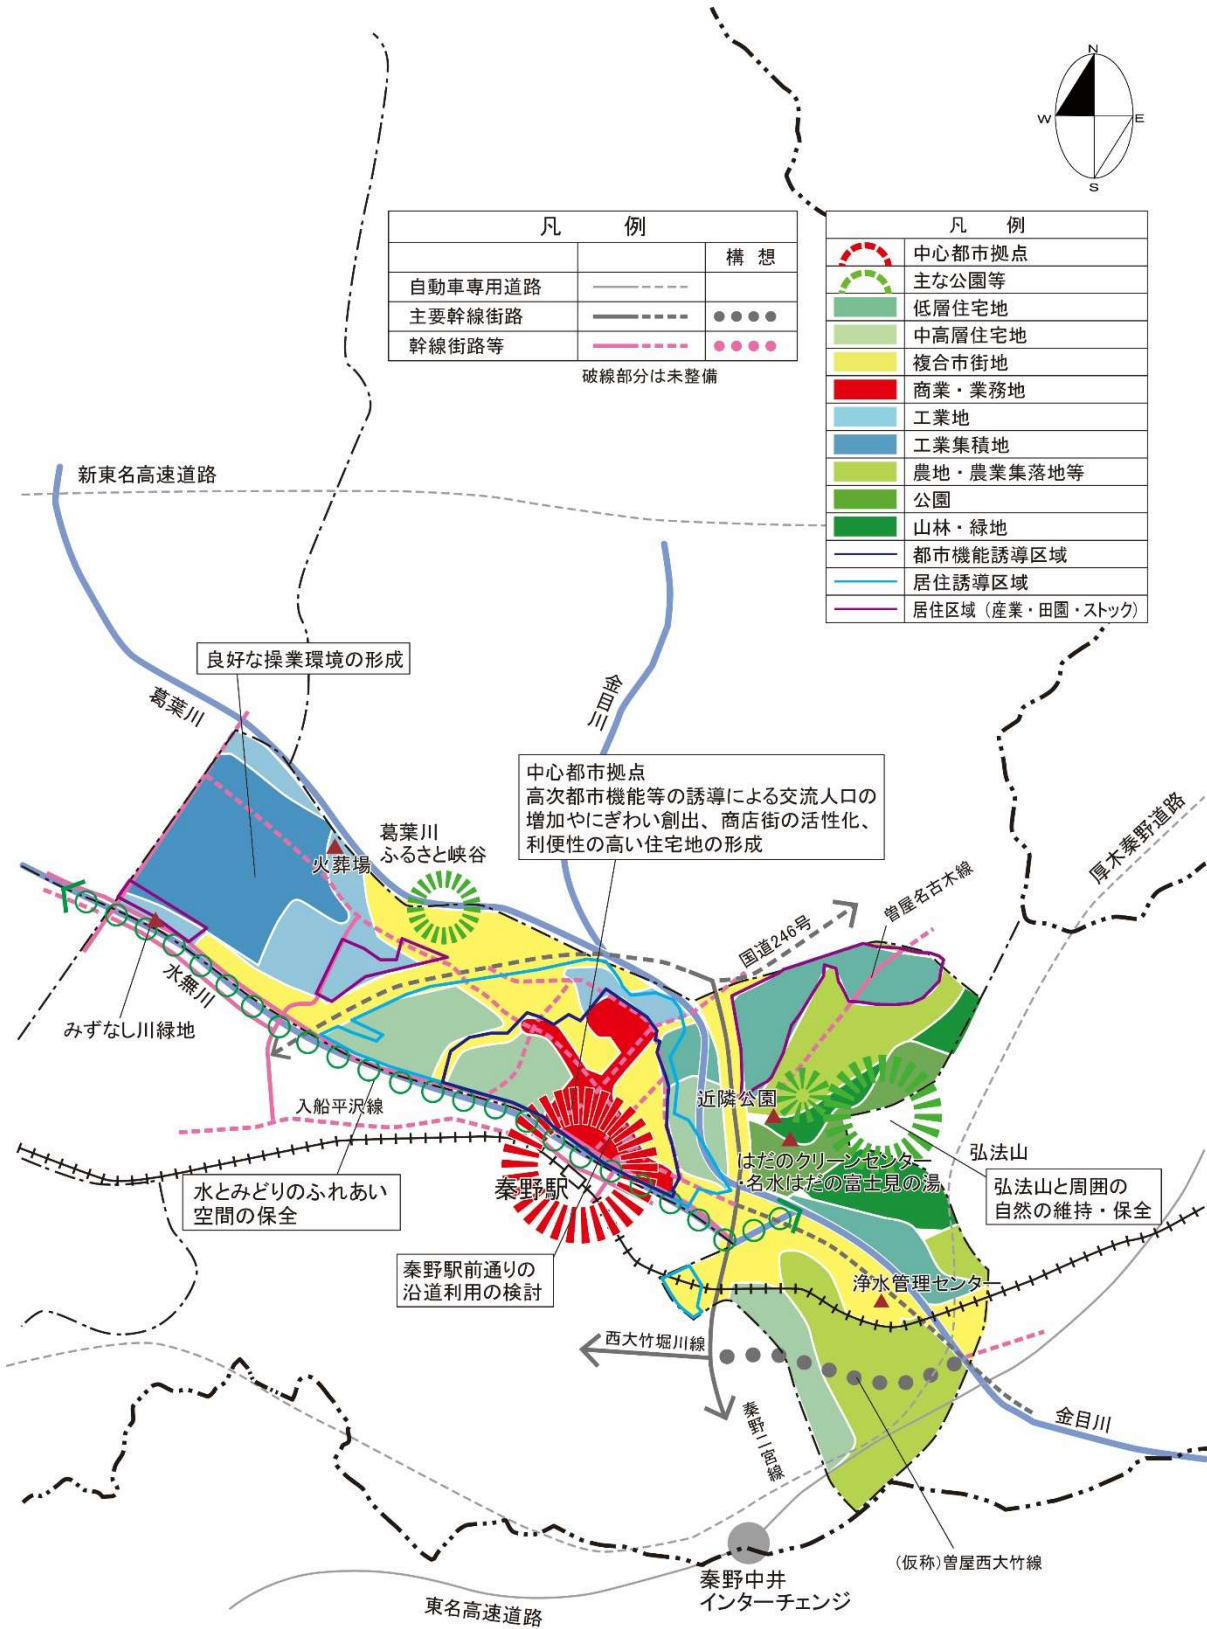 N
W
E
S
凡 例
構 想
自動車専用道路
主要幹線街路
幹線街路等
破線部分は未整備
凡 例
中心都市拠点
主な公園等
低層住宅地
中高層住宅地
複合市街地
商業・業務地
工業地
工業集積地
農地・農業集落地等
公園
山林・緑地
都市機能誘導区域
居住誘導区域
居住区域（産業・田園・ストック）
新東名高速道路
良好な操業環境の形成
葛葉川
金目川
中心都市拠点
高次都市機能等の誘導による交流人口の
増加やにぎわい創出、商店街の活性化、
利便性の高い住宅地の形成
厚木秦野道路
火葬場
葛葉川
ふるさと峡谷
国道246号
曽屋名古木線
水無川
みずなし川緑地
入船平沢線
近隣公園
はだのクリーンセンター
・名水はだの富士見の湯
弘法山
弘法山と周囲の
自然の維持・保全
秦野駅
水とみどりのふれあい
空間の保全
秦野駅前通りの
沿道利用の検討
浄水管理センター
西大竹堀川線
秦野二宮線
金目川
(仮称)曽屋西大竹線
秦野中井
インターチェンジ
東名高速道路